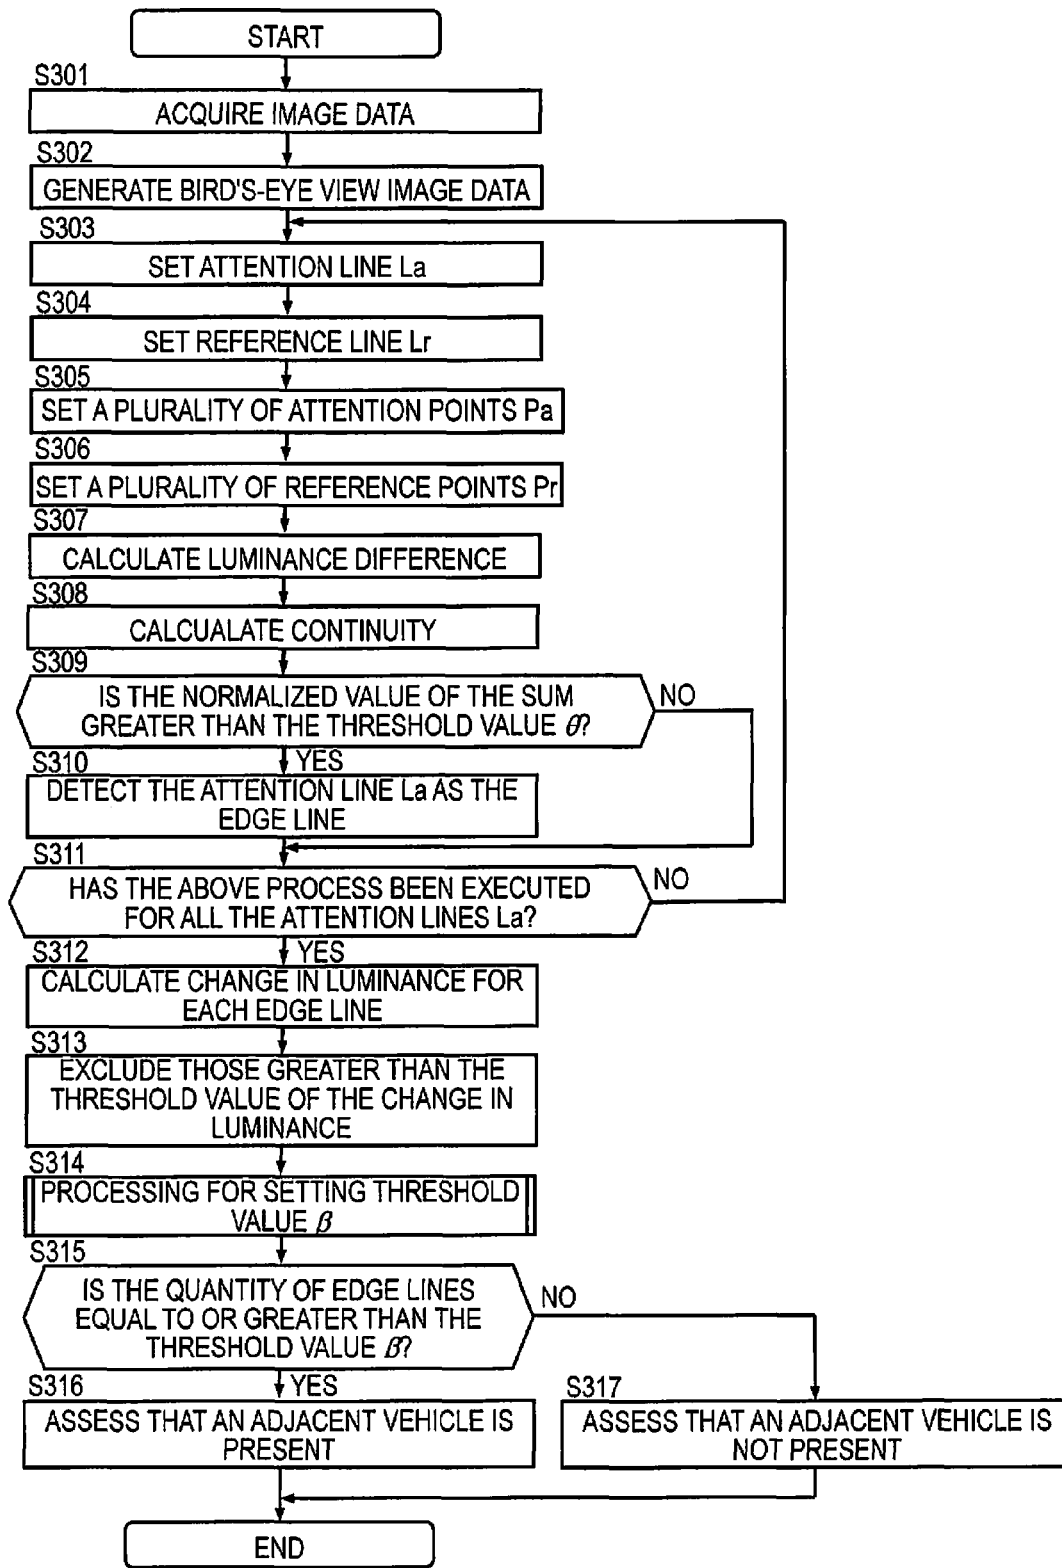 START
S301
ACQUIRE IMAGE DATA
S302
GENERATE BIRD'S-EYE VIEW IMAGE DATA
S303
SET ATTENTION LINE La
S304
SET REFERENCE LINE Lr
S305
SET A PLURALITY OF ATTENTION POINTS Pa
S306
SET A PLURALITY OF REFERENCE POINTS Pr
S307
CALCULATE LUMINANCE DIFFERENCE
S308
CALCUALATE CONTINUITY
S309
IS THE NORMALIZED VALUE OF THE SUM
GREATER THAN THE THRESHOLD VALUE θ?
NO
S310
YES
DETECT THE ATTENTION LINE La AS THE
EDGE LINE
S311
HAS THE ABOVE PROCESS BEEN EXECUTED
FOR ALL THE ATTENTION LINES La?
NO
S312
YES
CALCULATE CHANGE IN LUMINANCE FOR
EACH EDGE LINE
S313
EXCLUDE THOSE GREATER THAN THE
THRESHOLD VALUE OF THE CHANGE IN
LUMINANCE
S314
PROCESSING FOR SETTING THRESHOLD
VALUE β
S315
IS THE QUANTITY OF EDGE LINES
EQUAL TO OR GREATER THAN THE
THRESHOLD VALUE β?
NO
S316
YES
ASSESS THAT AN ADJACENT VEHICLE IS
PRESENT
S317
ASSESS THAT AN ADJACENT VEHICLE IS
NOT PRESENT
END